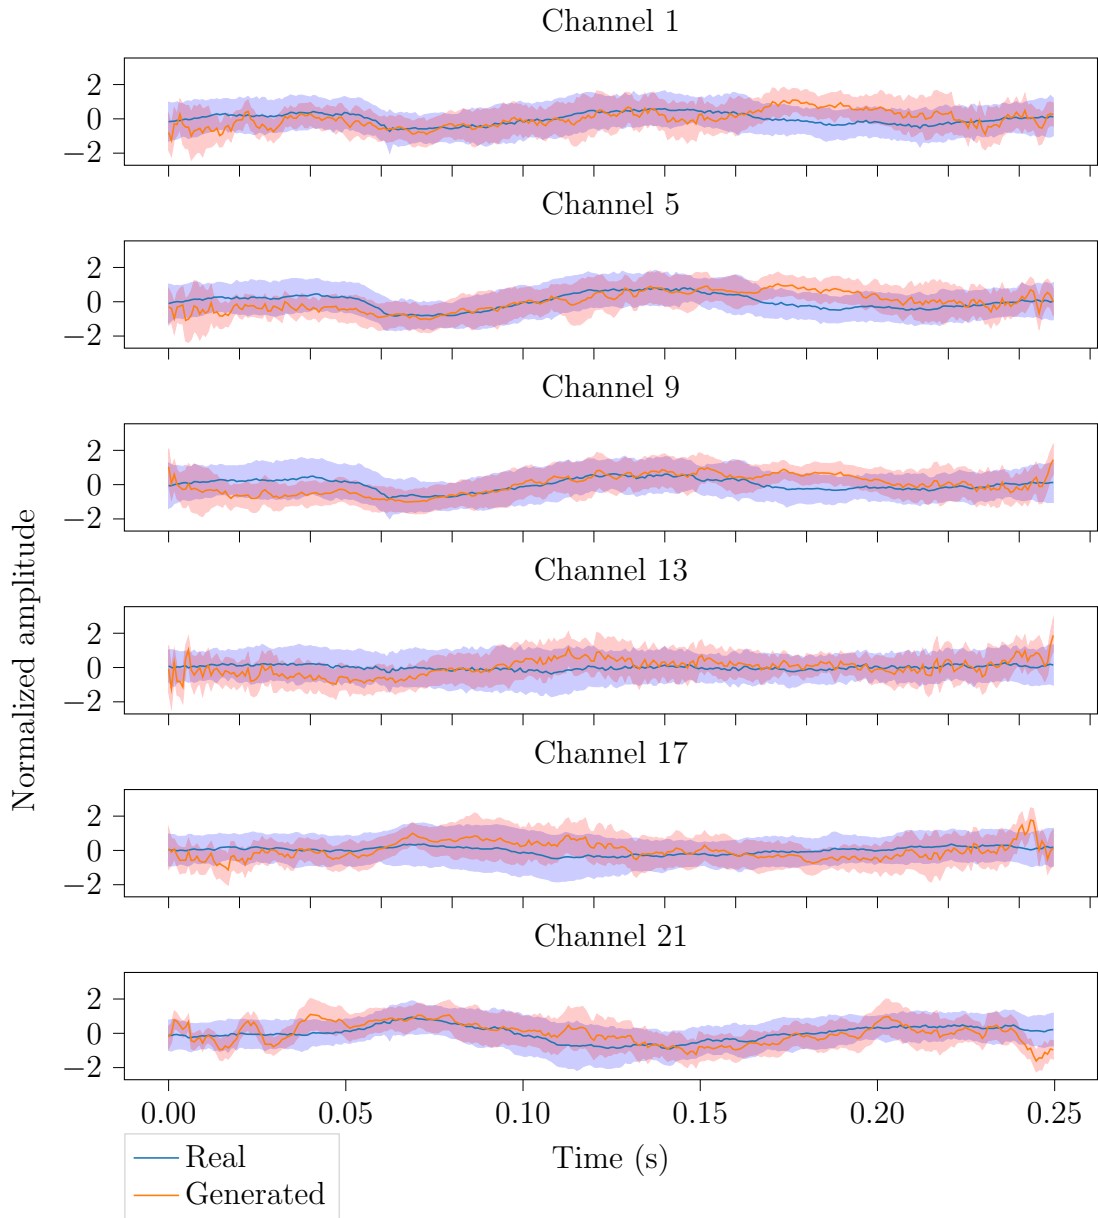 Channel 1
2
0
−2
Channel 5
2
0
−2
Channel 9
2
0
−2
Channel 13
2
0
−2
Channel 17
2
0
−2
Channel 21
2
0
−2
Normalized amplitude
0.00 0.05 0.10 0.15 0.20 0.25
Time (s)
Real
Generated